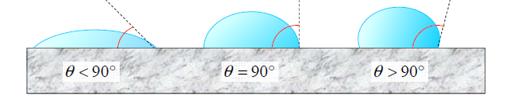 θ < 90° θ = 90° θ > 90°